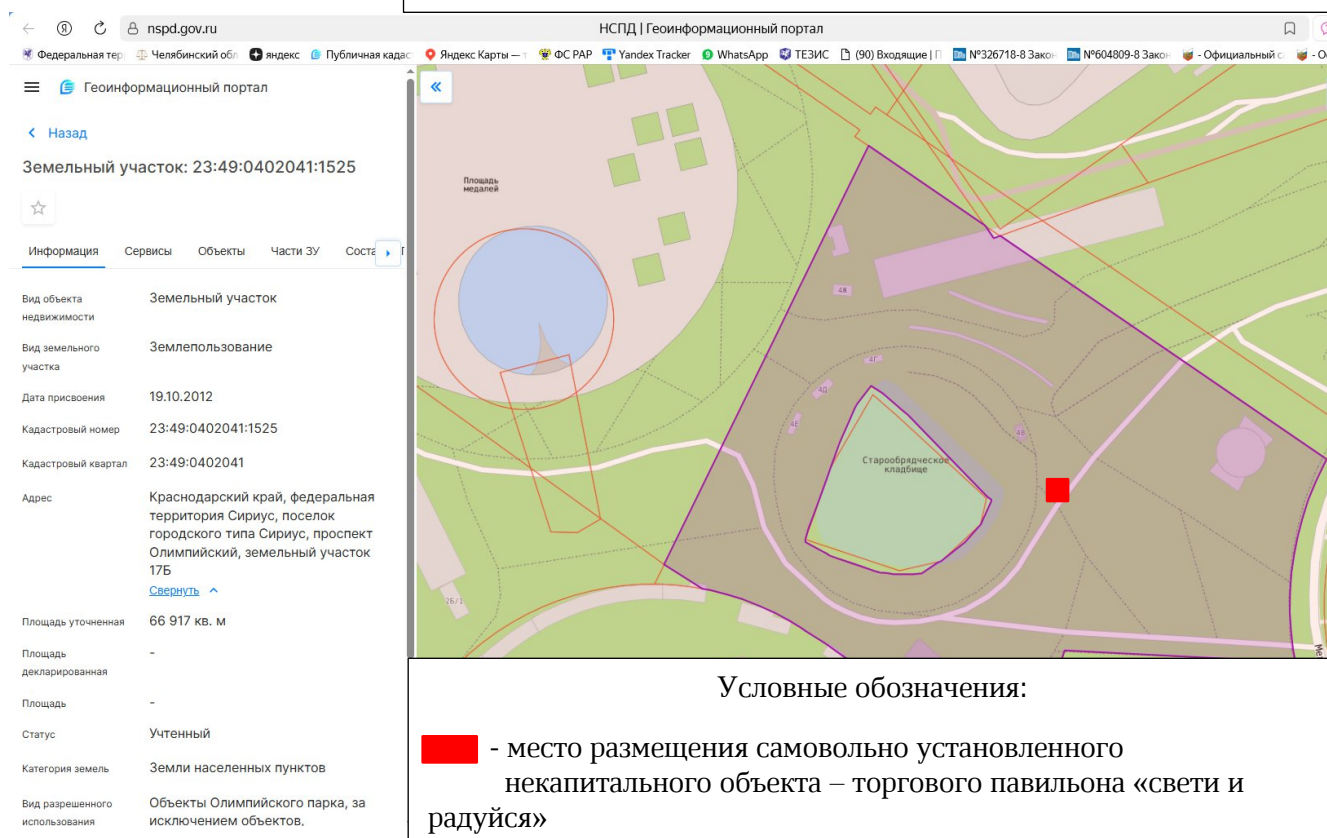 nspd.gov.ru
НСПД | Геоинформационный портал
Федеральная тер
Челябинский обл
яндекс
Публичная кадас
Яндекс Карты — т
ФС РАР
Yandex Tracker
WhatsApp
ТЕЗИС
(90) Входящие | П
№326718-8 Закон
№604809-8 Закон
- Официальный с
- О
Геоинформационный портал
Назад
Земельный участок: 23:49:0402041:1525
Информация Сервисы Объекты Части ЗУ Соста
Вид объекта недвижимости
Земельный участок
Вид земельного участка
Землепользование
Дата присвоения
19.10.2012
Кадастровый номер
23:49:0402041:1525
Кадастровый квартал
23:49:0402041
Адрес
Краснодарский край, федеральная
территория Сириус, поселок
городского типа Сириус, проспект
Олимпийский, земельный участок
17Б
Свернуть
Площадь уточненная
66 917 кв. м
Площадь декларированная
-
Площадь
-
Статус
Учтенный
Категория земель
Земли населенных пунктов
Вид разрешенного использования
Объекты Олимпийского парка, за
исключением объектов,
Площадь
медалей
4Ж
4Г
4Д
4Е
4В
Старообрядческое
кладбище
26/1
Ме
Условные обозначения:
- место размещения самовольно установленного
некапитального объекта – торгового павильона «свети и
радуйся»